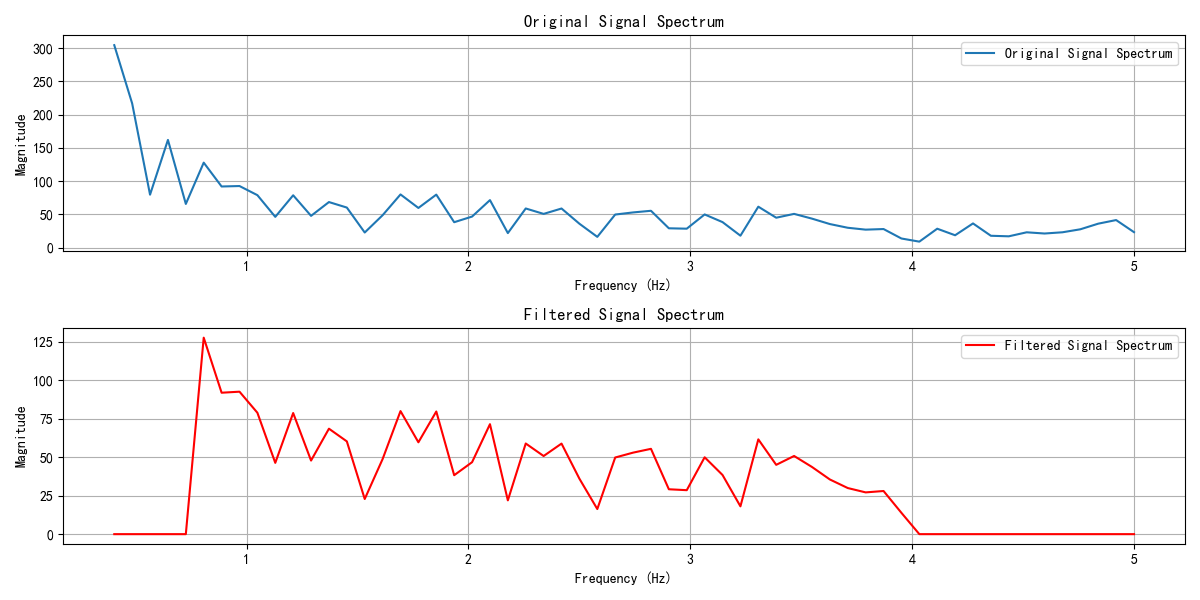 Original Signal Spectrum
300
250
200
150
100
50
0
Magnitude
Original Signal Spectrum
1 2 3 4 5
Frequency (Hz)
Filtered Signal Spectrum
125
100
75
50
25
0
Magnitude
Filtered Signal Spectrum
1 2 3 4 5
Frequency (Hz)